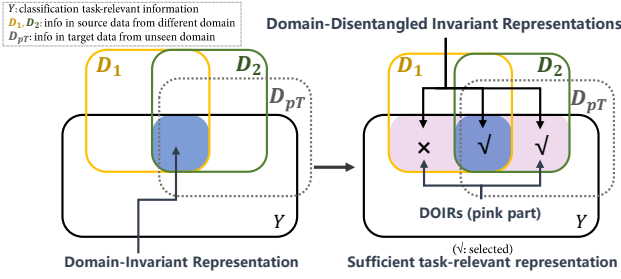 Y: classification task-relevant information
D1, D2: info in source data from different domain
DpT: info in target data from unseen domain
Domain-Disentangled Invariant Representations
D1
D2
DpT
Y
Domain-Invariant Representation
D1
D2
DpT
× √ √
DOIRs (pink part)
Y
(√: selected)
Sufficient task-relevant representation